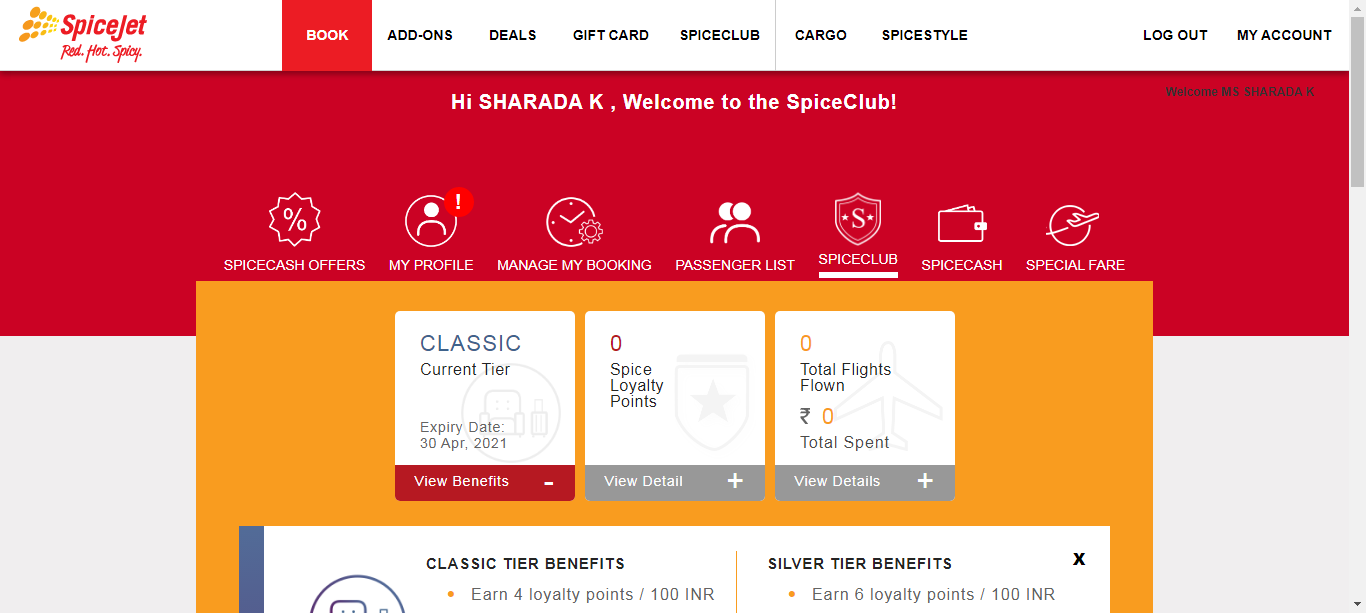 SpiceJet
Red. Hot. Spicy.
BOOK
ADD-ONS
DEALS
GIFT CARD
SPICECLUB
CARGO
SPICESTYLE
LOG OUT
MY ACCOUNT
Hi SHARADA K , Welcome to the SpiceClub!
Welcome MS SHARADA K
%
!
S
SPICECASH OFFERS
MY PROFILE
MANAGE MY BOOKING
PASSENGER LIST
SPICECLUB
SPICECASH
SPECIAL FARE
CLASSIC
Current Tier
Expiry Date:
30 Apr, 2021
View Benefits -
0
Spice
Loyalty
Points
View Detail +
0
Total Flights
Flown
₹ 0
Total Spent
View Details +
CLASSIC TIER BENEFITS
• Earn 4 loyalty points / 100 INR
SILVER TIER BENEFITS
X
• Earn 6 loyalty points / 100 INR